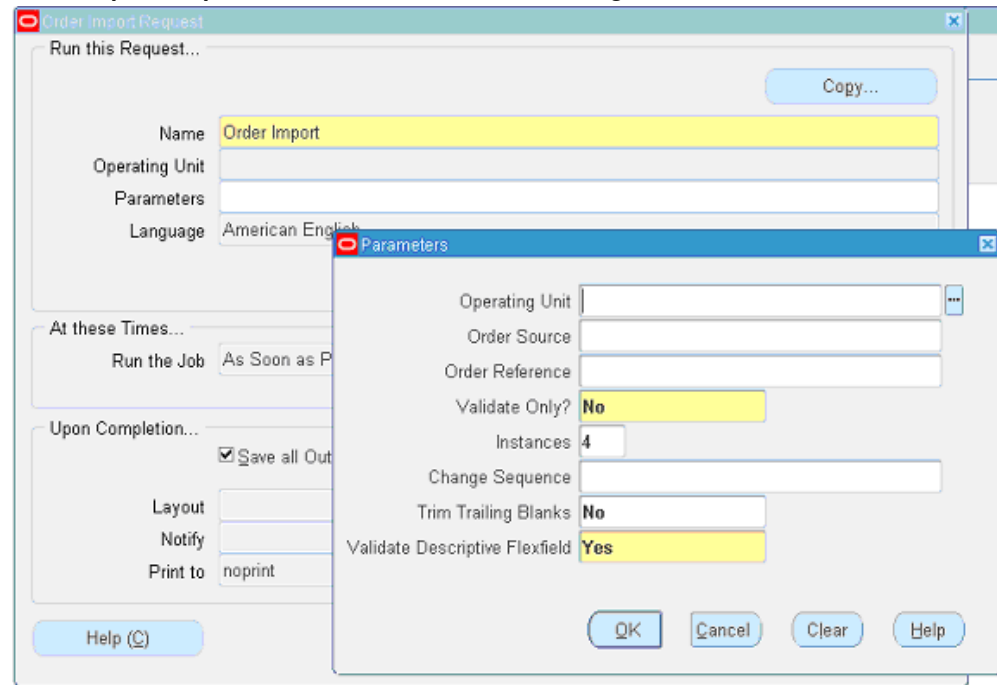 Order Import Request
Run this Request...
Copy...
Name Order Import
Operating Unit
Parameters
Language American English
Parameters
Operating Unit
Order Source
Order Reference
Validate Only? No
Instances 4
Change Sequence
Trim Trailing Blanks No
Validate Descriptive Flexfield Yes
OK Cancel Clear Help
At these Times...
Run the Job As Soon as P
Upon Completion...
Save all Out
Layout
Notify
Print to noprint
Help (C)